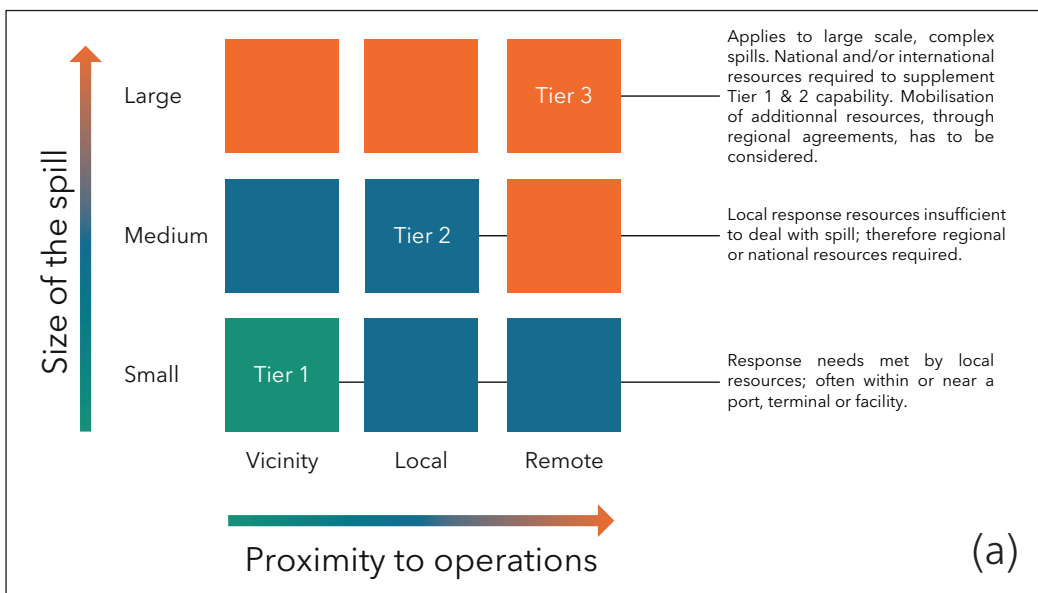 Size of the spill
Large
Tier 3
Applies to large scale, complex
spills. National and/or international
resources required to supplement
Tier 1 & 2 capability. Mobilisation
of additionnal resources, through
regional agreements, has to be
considered.
Medium
Tier 2
Local response resources insufficient
to deal with spill; therefore regional
or national resources required.
Small
Tier 1
Response needs met by local
resources; often within or near a
port, terminal or facility.
Vicinity
Local
Remote
Proximity to operations
(a)